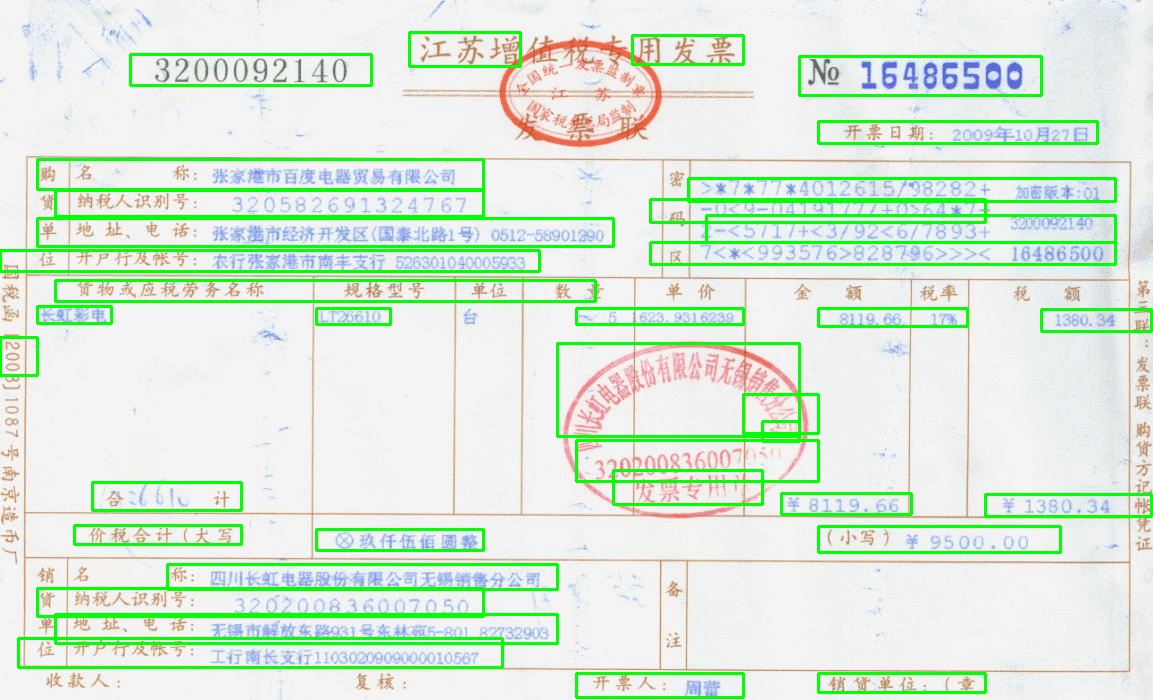 江苏增值税专用发票
3200092140
№ 16486500
全国统一发票监制章
江苏
国家税务总局监制
发票联
开票日期: 2009年10月27日
购货单位
名 称: 张家港市百度电器贸易有限公司
纳税人识别号: 320582691324767
地 址、电 话: 张家港市经济开发区(国泰北路1号) 0512-58901290
开户行及帐号: 农行张家港市南丰支行 526301040005933
密码区
>*7*77*4012615/98282+ 加密版本:01
-0<9-04191777+0>64*7+
2-<5717+<3/92<6/7893+ 3200092140
7<*<993576>828796>>>< 16486500
货物或应税劳务名称 规格型号 单位 数 量 单 价 金 额 税率 税 额
长虹彩电 LT26610 台 5 623.9316239 8119.66 17% 1380.34
四川长虹电器股份有限公司无锡销售分公司
320200836007050
发票专用章
合 计 ¥8119.66 ¥1380.34
价税合计(大写 ⊗玖仟伍佰圆整 (小写) ¥9500.00
销货单位
名 称: 四川长虹电器股份有限公司无锡销售分公司
纳税人识别号: 320200836007050
地 址、电 话: 无锡市解放东路931号东林苑5-801 82732903
开户行及帐号: 工行南长支行1103020909000010567
备注
收款人: 复核: 开票人: 周蕾 销货单位:(章
国税函[2008]1087号南京造币厂
第二联:发票联 购货方记帐凭证